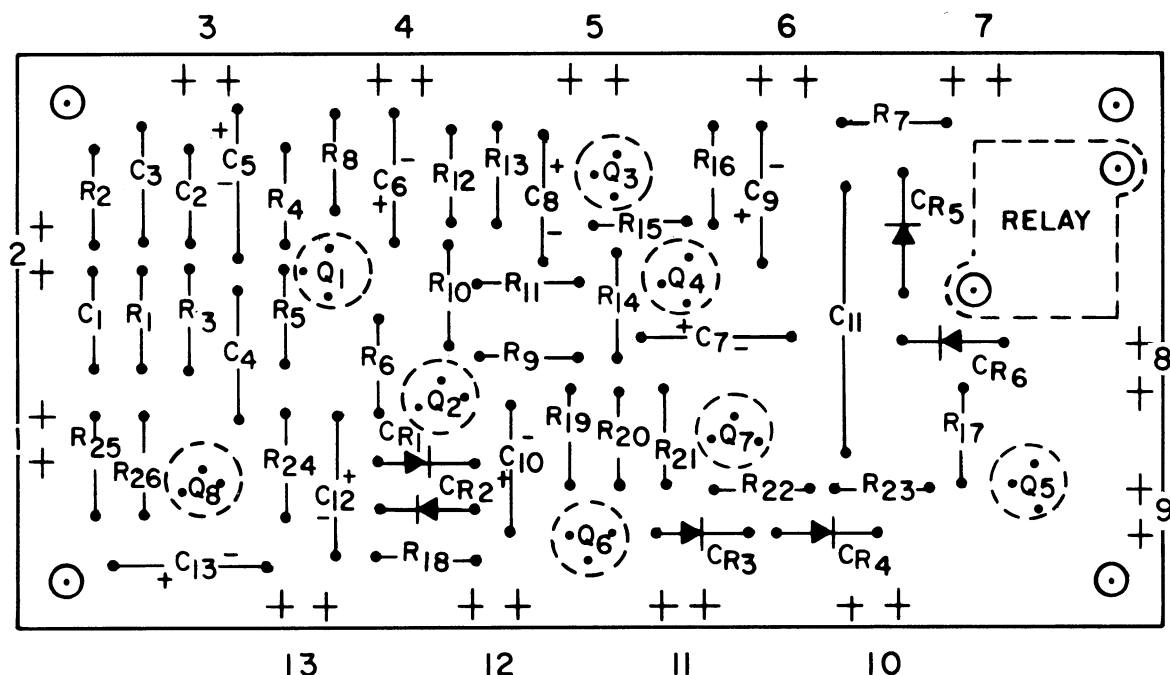 3 4 5 6 7
R2 C3 C2 + C5 - R4 R8 C6 - + R12 R13 C8 + - Q3 R16 C9 - + R7
R15 CR5 RELAY
2
C1 R1 R3 C4 R5 Q1 R10 R11 R14 Q4 C11
+ C7 -
R6 R9 CR6 8
Q2
R25 R26 Q8 R24 C12 + - CR1 CR2 C10 - + R19 R20 R21 Q7 R17
R22 R23 Q5 9
+ C13 - R18 Q6 CR3 CR4
13 12 11 10